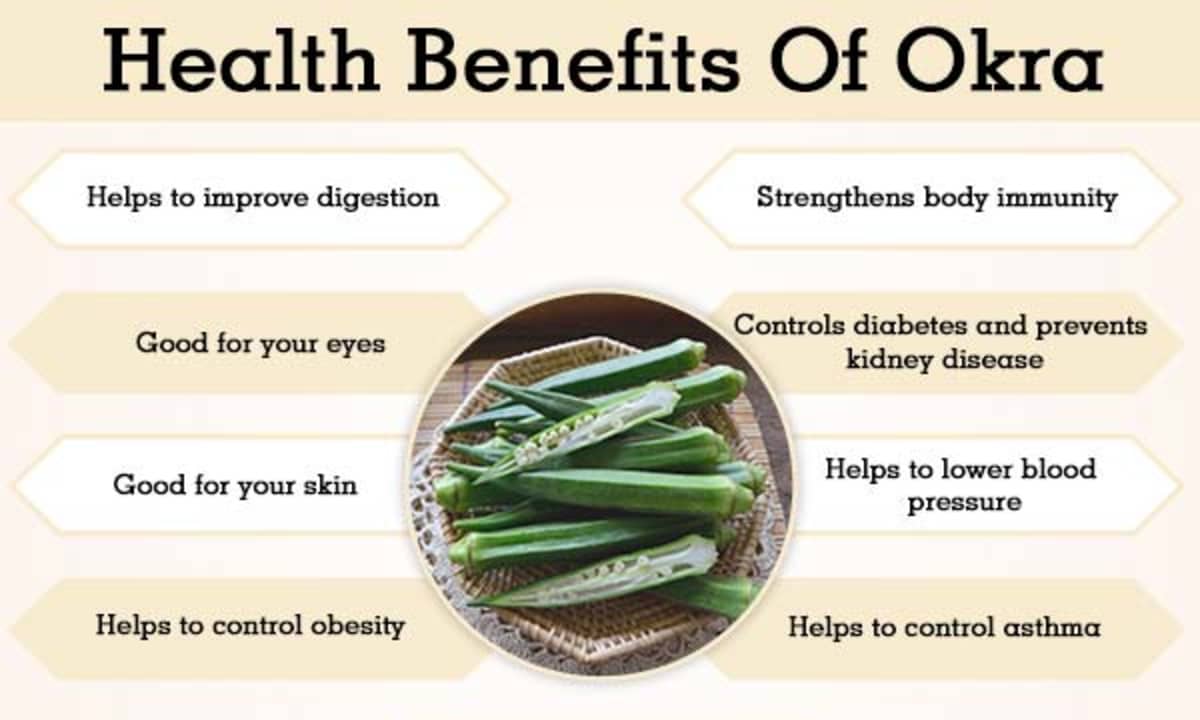 Health Benefits Of Okra
Helps to improve digestion
Strengthens body immunity
Good for your eyes
Controls diabetes and prevents
kidney disease
Good for your skin
Helps to lower blood
pressure
Helps to control obesity
Helps to control asthma